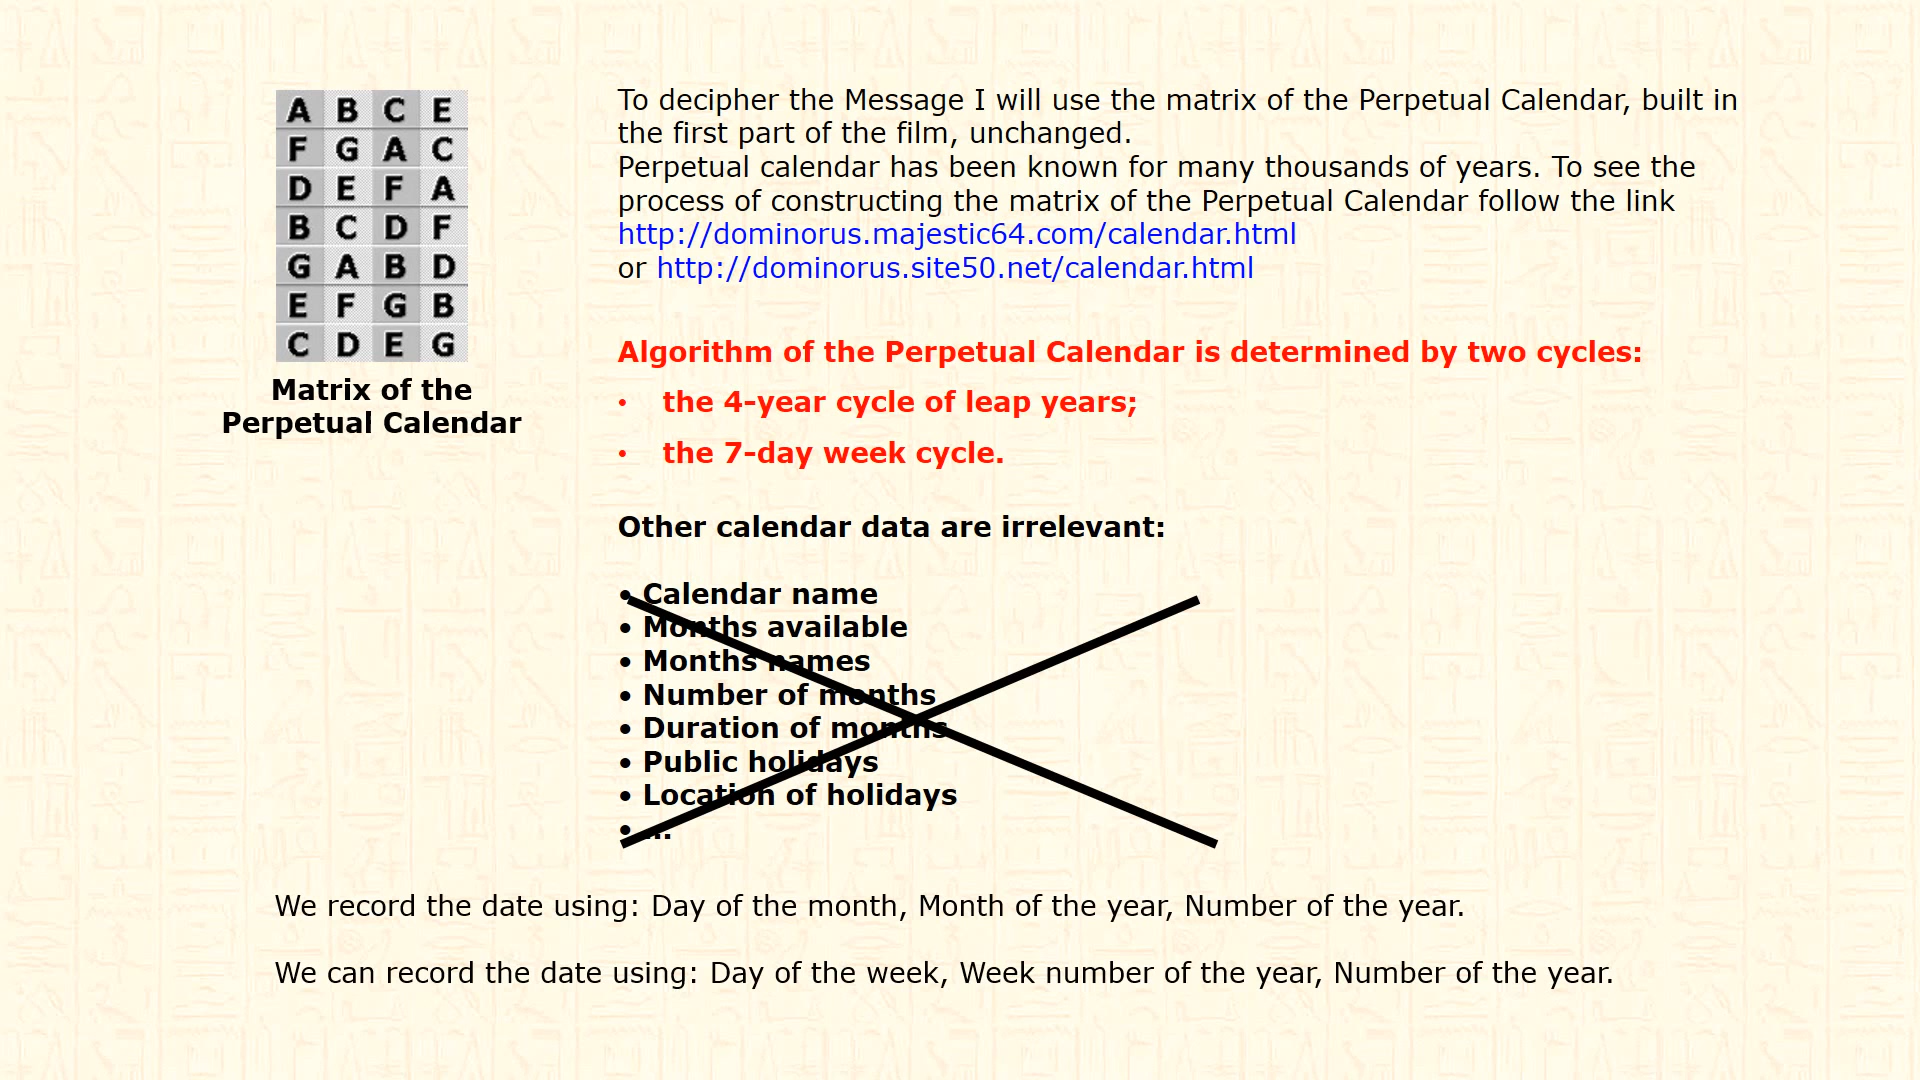 A B C E
F G A C
D E F A
B C D F
G A B D
E F G B
C D E G
Matrix of the
Perpetual Calendar
To decipher the Message I will use the matrix of the Perpetual Calendar, built in
the first part of the film, unchanged.
Perpetual calendar has been known for many thousands of years. To see the
process of constructing the matrix of the Perpetual Calendar follow the link
http://dominorus.majestic64.com/calendar.html
or http://dominorus.site50.net/calendar.html
Algorithm of the Perpetual Calendar is determined by two cycles:
• the 4-year cycle of leap years;
• the 7-day week cycle.
Other calendar data are irrelevant:
• Calendar name
• Months available
• Months names
• Number of months
• Duration of months
• Public holidays
• Location of holidays
• ...
We record the date using: Day of the month, Month of the year, Number of the year.
We can record the date using: Day of the week, Week number of the year, Number of the year.